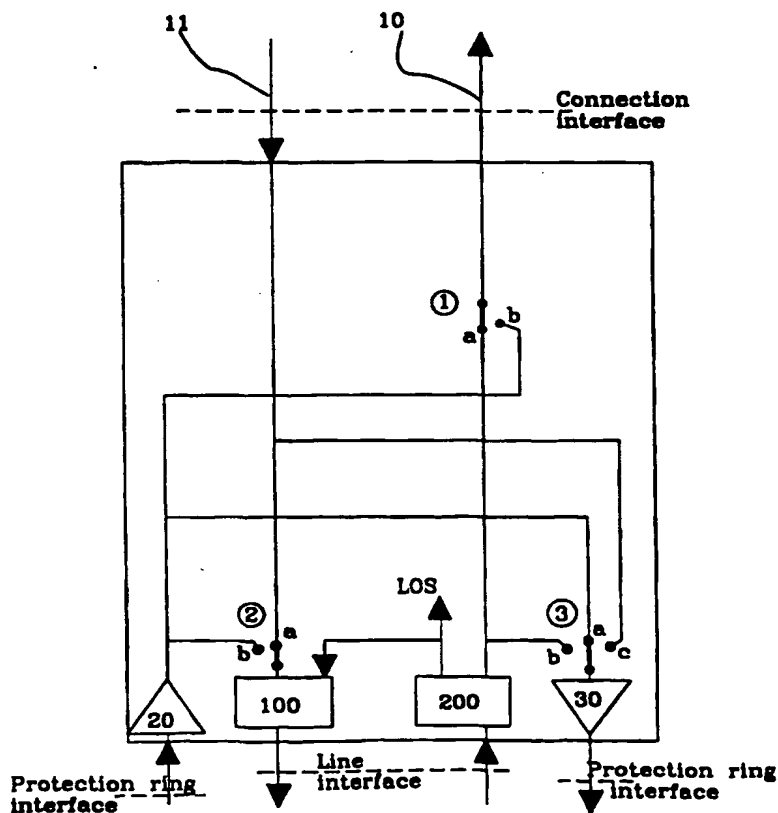 11
10
Connection
interface
1
a
b
LOS
2
a
b
3
a
b
c
20
100
200
30
Protection ring
interface
Line
interface
Protection ring
interface